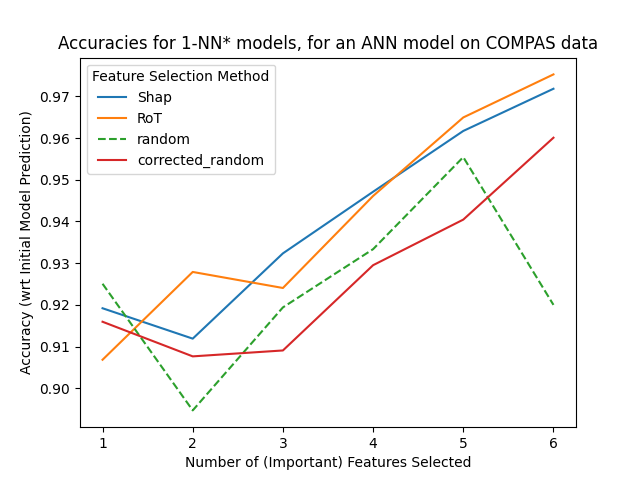 Accuracies for 1-NN* models, for an ANN model on COMPAS data
Feature Selection Method
Shap
RoT
random
corrected_random
Accuracy (wrt Initial Model Prediction)
0.97
0.96
0.95
0.94
0.93
0.92
0.91
0.90
1 2 3 4 5 6
Number of (Important) Features Selected